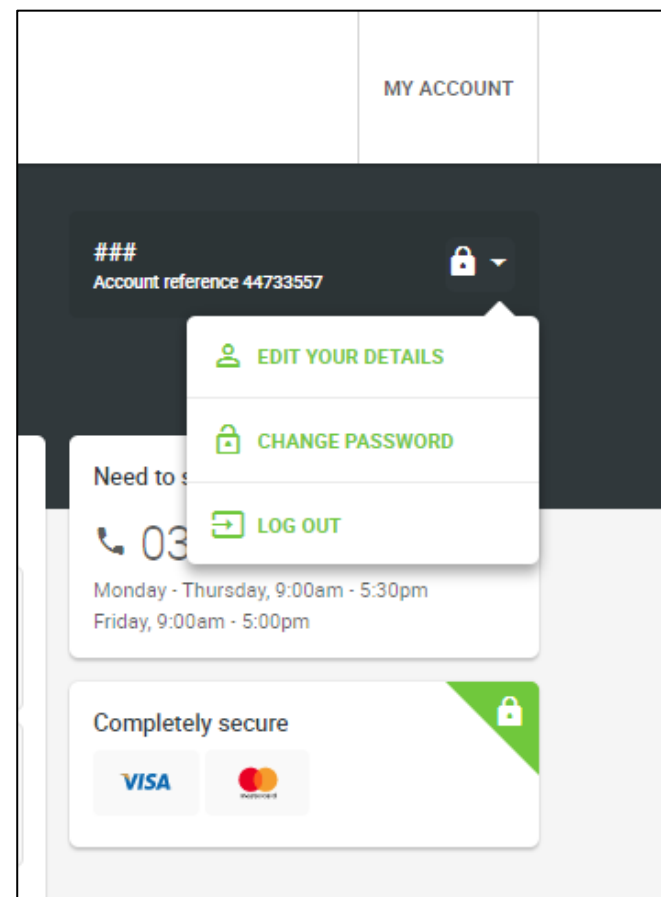 MY ACCOUNT
###
Account reference 44733557
EDIT YOUR DETAILS
CHANGE PASSWORD
LOG OUT
Need to
03
Monday - Thursday, 9:00am - 5:30pm
Friday, 9:00am - 5:00pm
Completely secure
VISA
mastercard